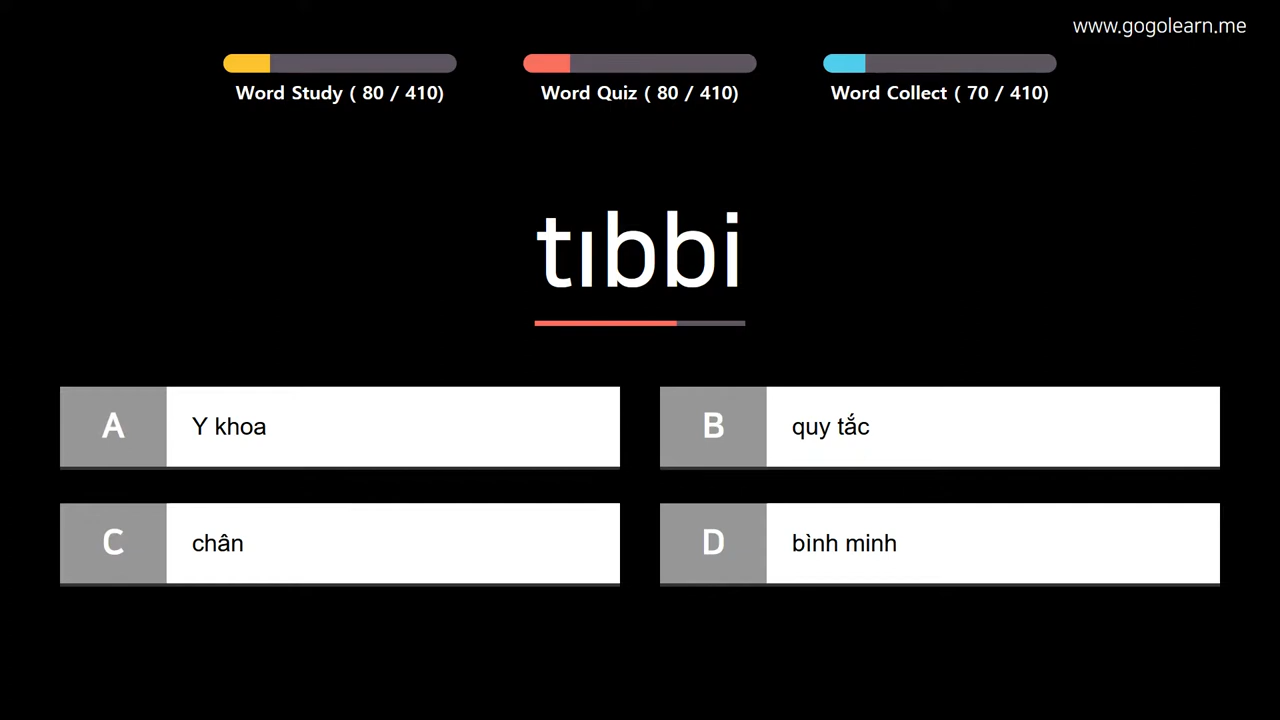 www.gogolearn.me
Word Study ( 80 / 410)
Word Quiz ( 80 / 410)
Word Collect ( 70 / 410)
tıbbi
A Y khoa
B quy tắc
C chân
D bình minh